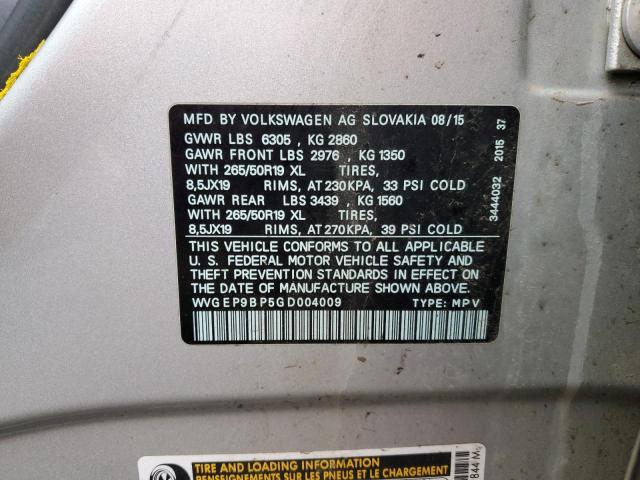 MFD BY VOLKSWAGEN AG SLOVAKIA 08/15
GVWR LBS 6305 , KG 2860
GAWR FRONT LBS 2976 , KG 1350
WITH 265/50R19 XL TIRES,
8,5JX19 RIMS, AT 230KPA, 33 PSI COLD
GAWR REAR LBS 3439 , KG 1560
WITH 265/50R19 XL TIRES,
8,5JX19 RIMS, AT 270KPA, 39 PSI COLD
THIS VEHICLE CONFORMS TO ALL APPLICABLE
U. S. FEDERAL MOTOR VEHICLE SAFETY AND
THEFT PREVENTION STANDARDS IN EFFECT ON
THE DATE OF MANUFACTURE SHOWN ABOVE.
WVGEP9BP5GD004009 TYPE: MPV
3444032 2015 37
TIRE AND LOADING INFORMATION
RENSEIGNEMENTS SUR LES PNEUS ET LE CHARGEMENT
844 M